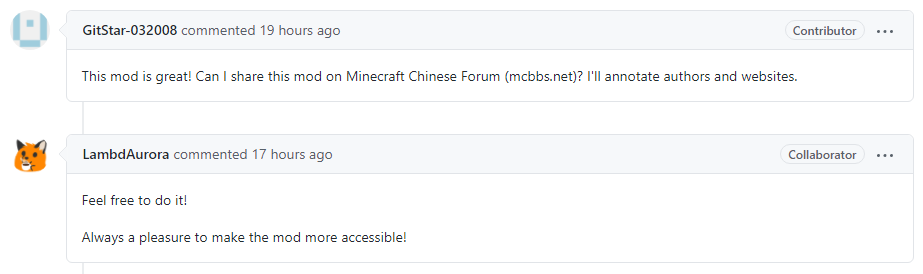 GitStar-032008 commented 19 hours ago Contributor ...
This mod is great! Can I share this mod on Minecraft Chinese Forum (mcbbs.net)? I'll annotate authors and websites.
LambdAurora commented 17 hours ago Collaborator ...
Feel free to do it!
Always a pleasure to make the mod more accessible!